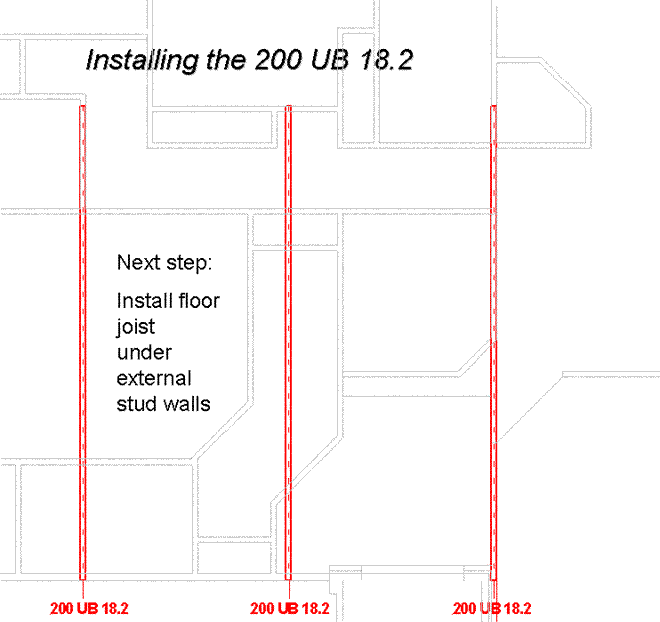 Installing the 200 UB 18.2
Next step:
Install floor
joist
under
external
stud walls
200 UB 18.2
200 UB 18.2
200 UB 18.2